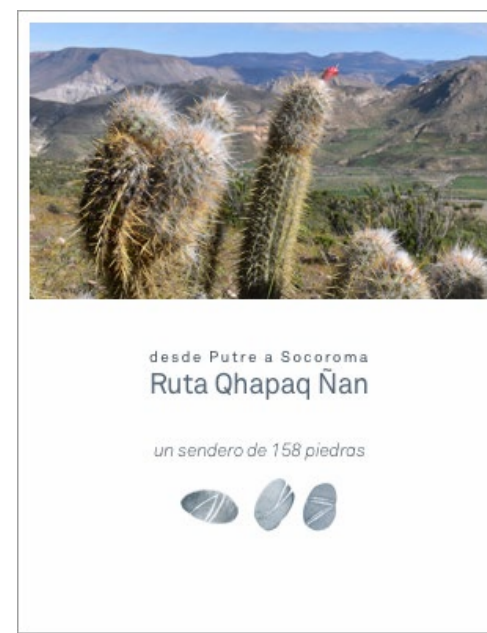 desde Putre a Socoroma
Ruta Qhapaq Ñan
un sendero de 158 piedras